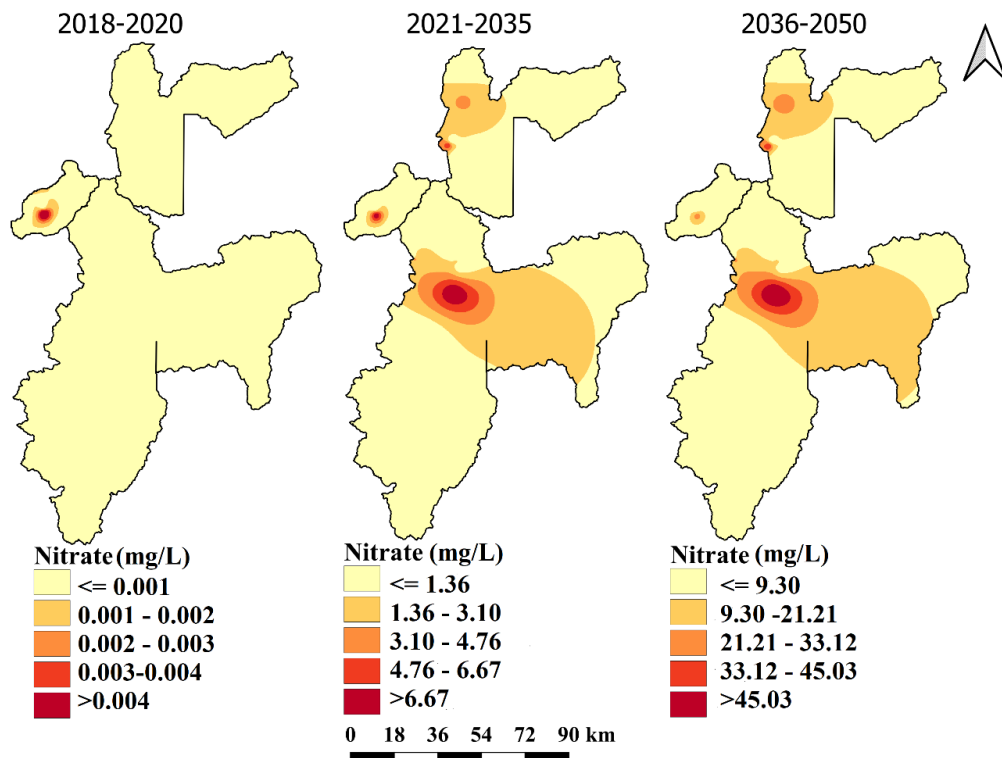 2018-2020
2021-2035
2036-2050
Nitrate (mg/L)
<= 0.001
0.001 - 0.002
0.002 - 0.003
0.003-0.004
>0.004
Nitrate (mg/L)
<= 1.36
1.36 - 3.10
3.10 - 4.76
4.76 - 6.67
>6.67
Nitrate (mg/L)
<= 9.30
9.30 -21.21
21.21 - 33.12
33.12 - 45.03
>45.03
0 18 36 54 72 90 km